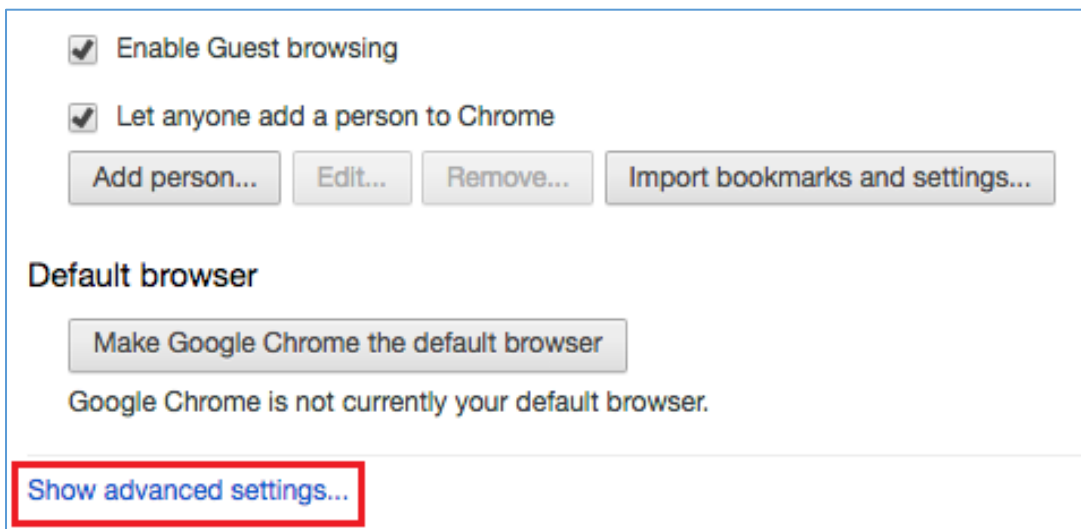 Enable Guest browsing
Let anyone add a person to Chrome
Add person... Edit... Remove... Import bookmarks and settings...
Default browser
Make Google Chrome the default browser
Google Chrome is not currently your default browser.
Show advanced settings...